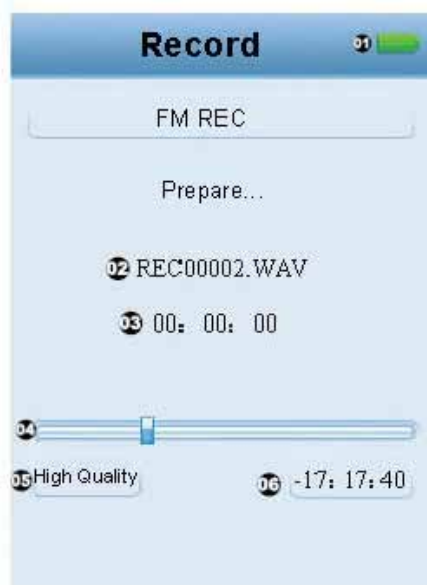 Record 01
FM REC
Prepare...
02 REC00002.WAV
03 00: 00: 00
04
05 High Quality
06 -17: 17: 40